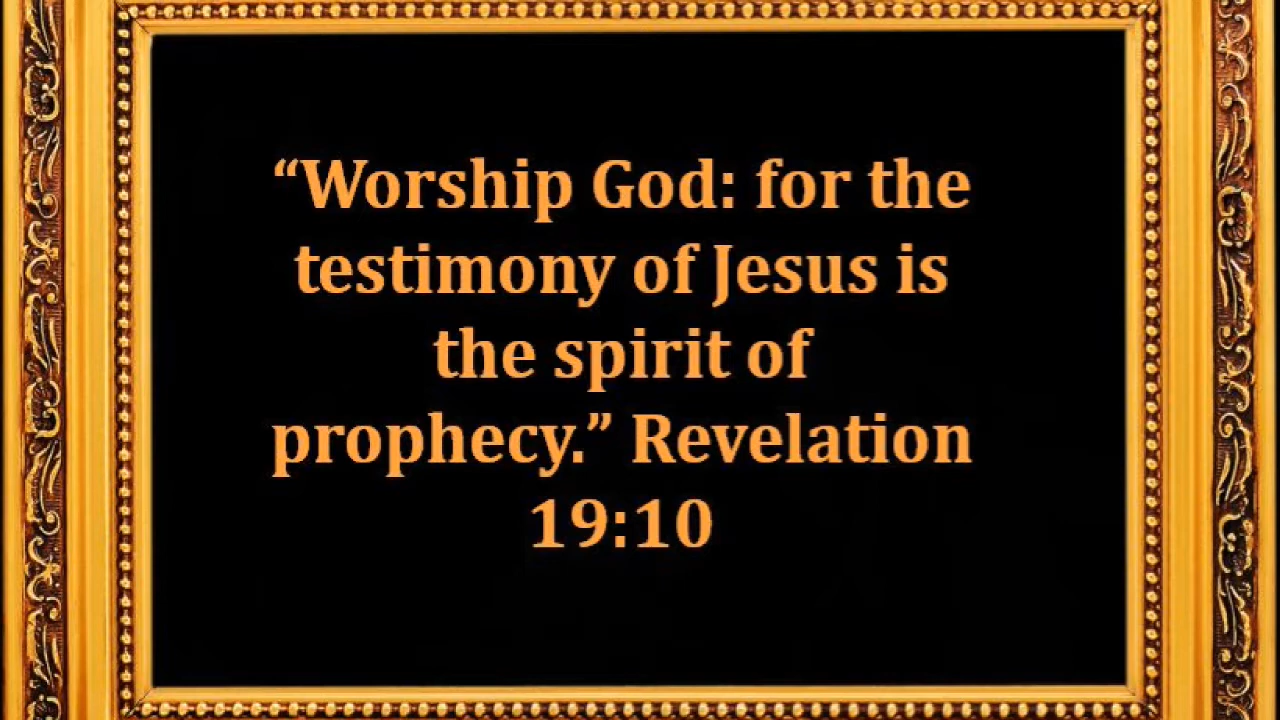 “Worship God: for the
testimony of Jesus is
the spirit of
prophecy.” Revelation
19:10